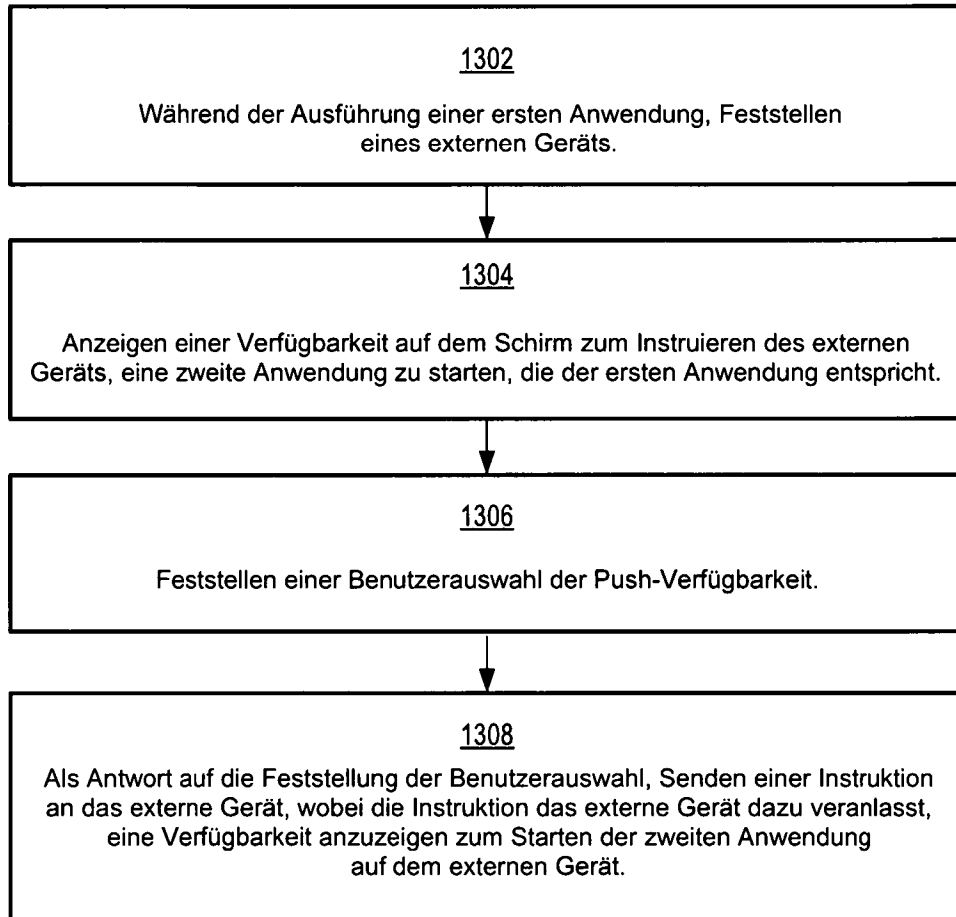 1302
Während der Ausführung einer ersten Anwendung, Feststellen
eines externen Geräts.
1304
Anzeigen einer Verfügbarkeit auf dem Schirm zum Instruieren des externen
Geräts, eine zweite Anwendung zu starten, die der ersten Anwendung entspricht.
1306
Feststellen einer Benutzerauswahl der Push-Verfügbarkeit.
1308
Als Antwort auf die Feststellung der Benutzerauswahl, Senden einer Instruktion
an das externe Gerät, wobei die Instruktion das externe Gerät dazu veranlasst,
eine Verfügbarkeit anzuzeigen zum Starten der zweiten Anwendung
auf dem externen Gerät.